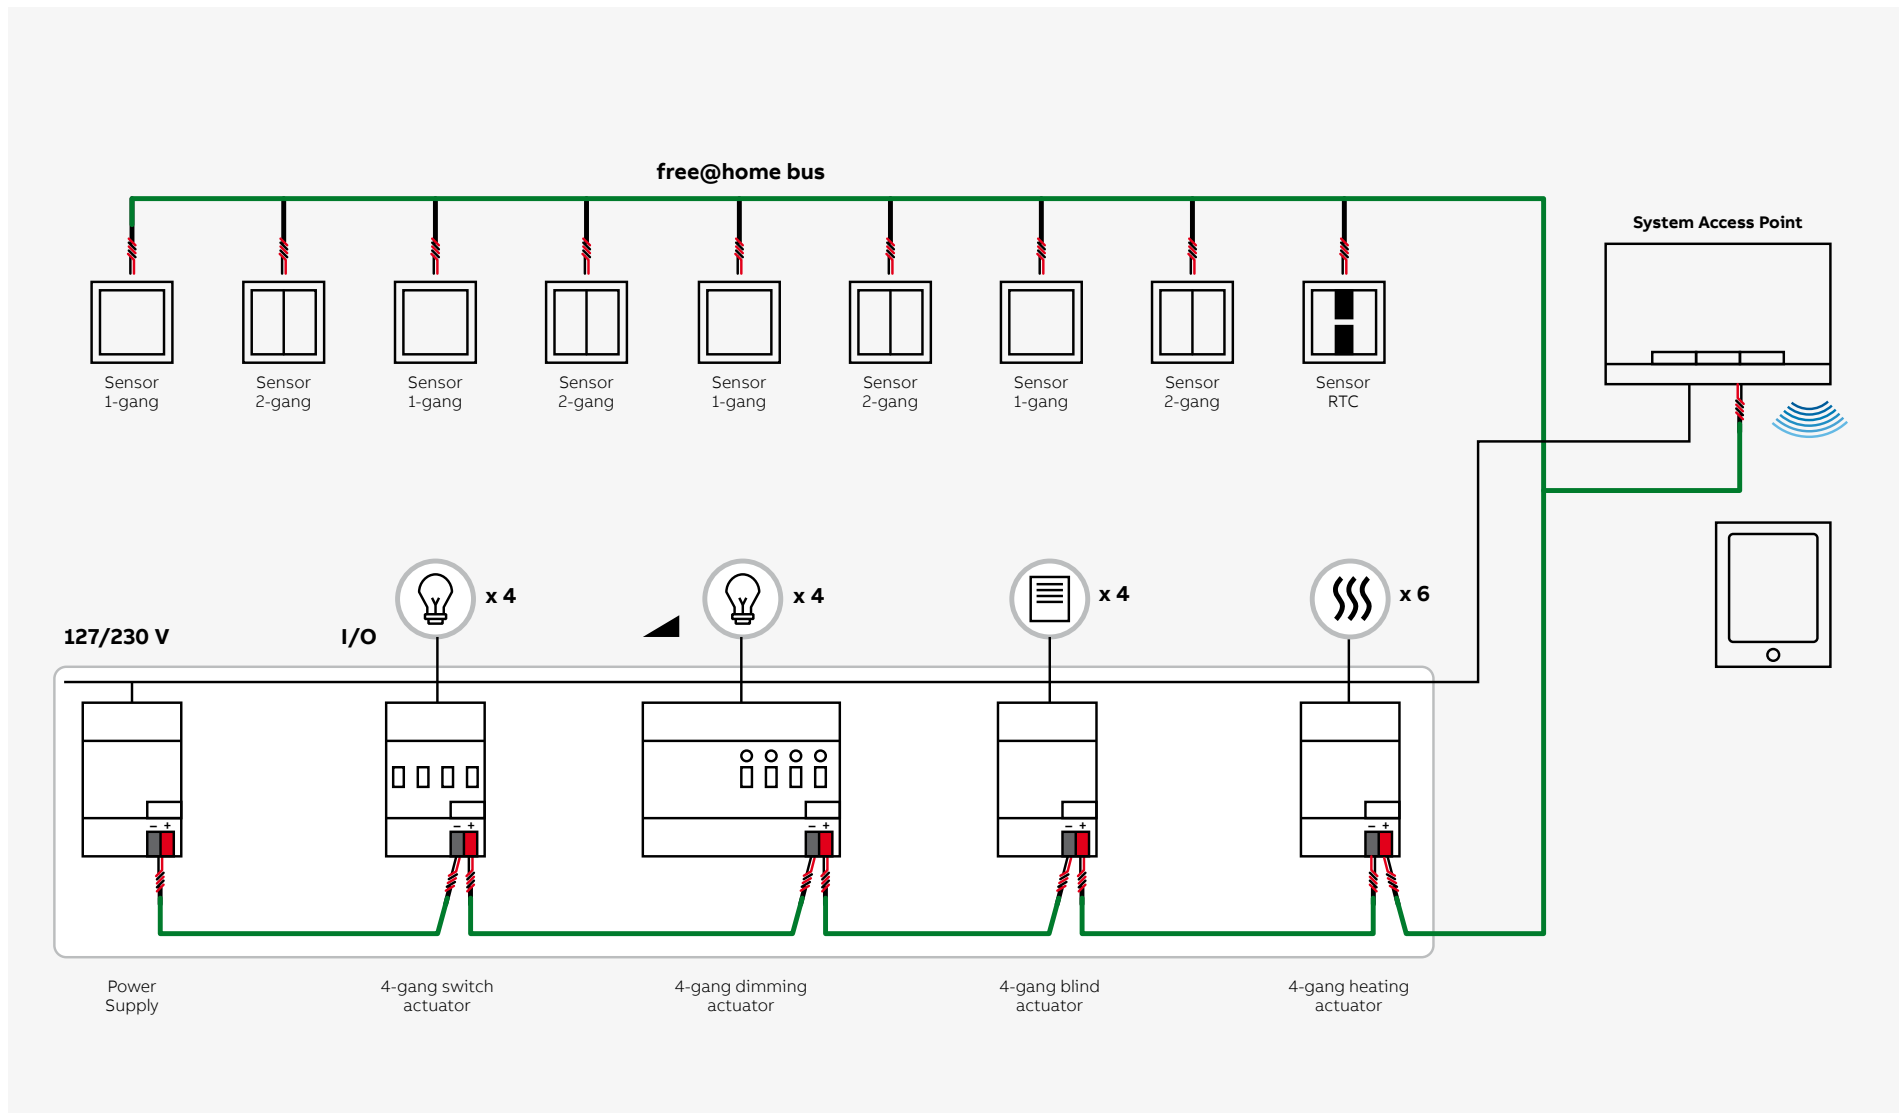 free@home bus
System Access Point
Sensor
1-gang
Sensor
2-gang
Sensor
1-gang
Sensor
2-gang
Sensor
1-gang
Sensor
2-gang
Sensor
1-gang
Sensor
2-gang
Sensor
RTC
127/230 V
I/O
x 4
x 4
x 4
x 6
– +
– +
– +
– +
– +
Power
Supply
4-gang switch
actuator
4-gang dimming
actuator
4-gang blind
actuator
4-gang heating
actuator